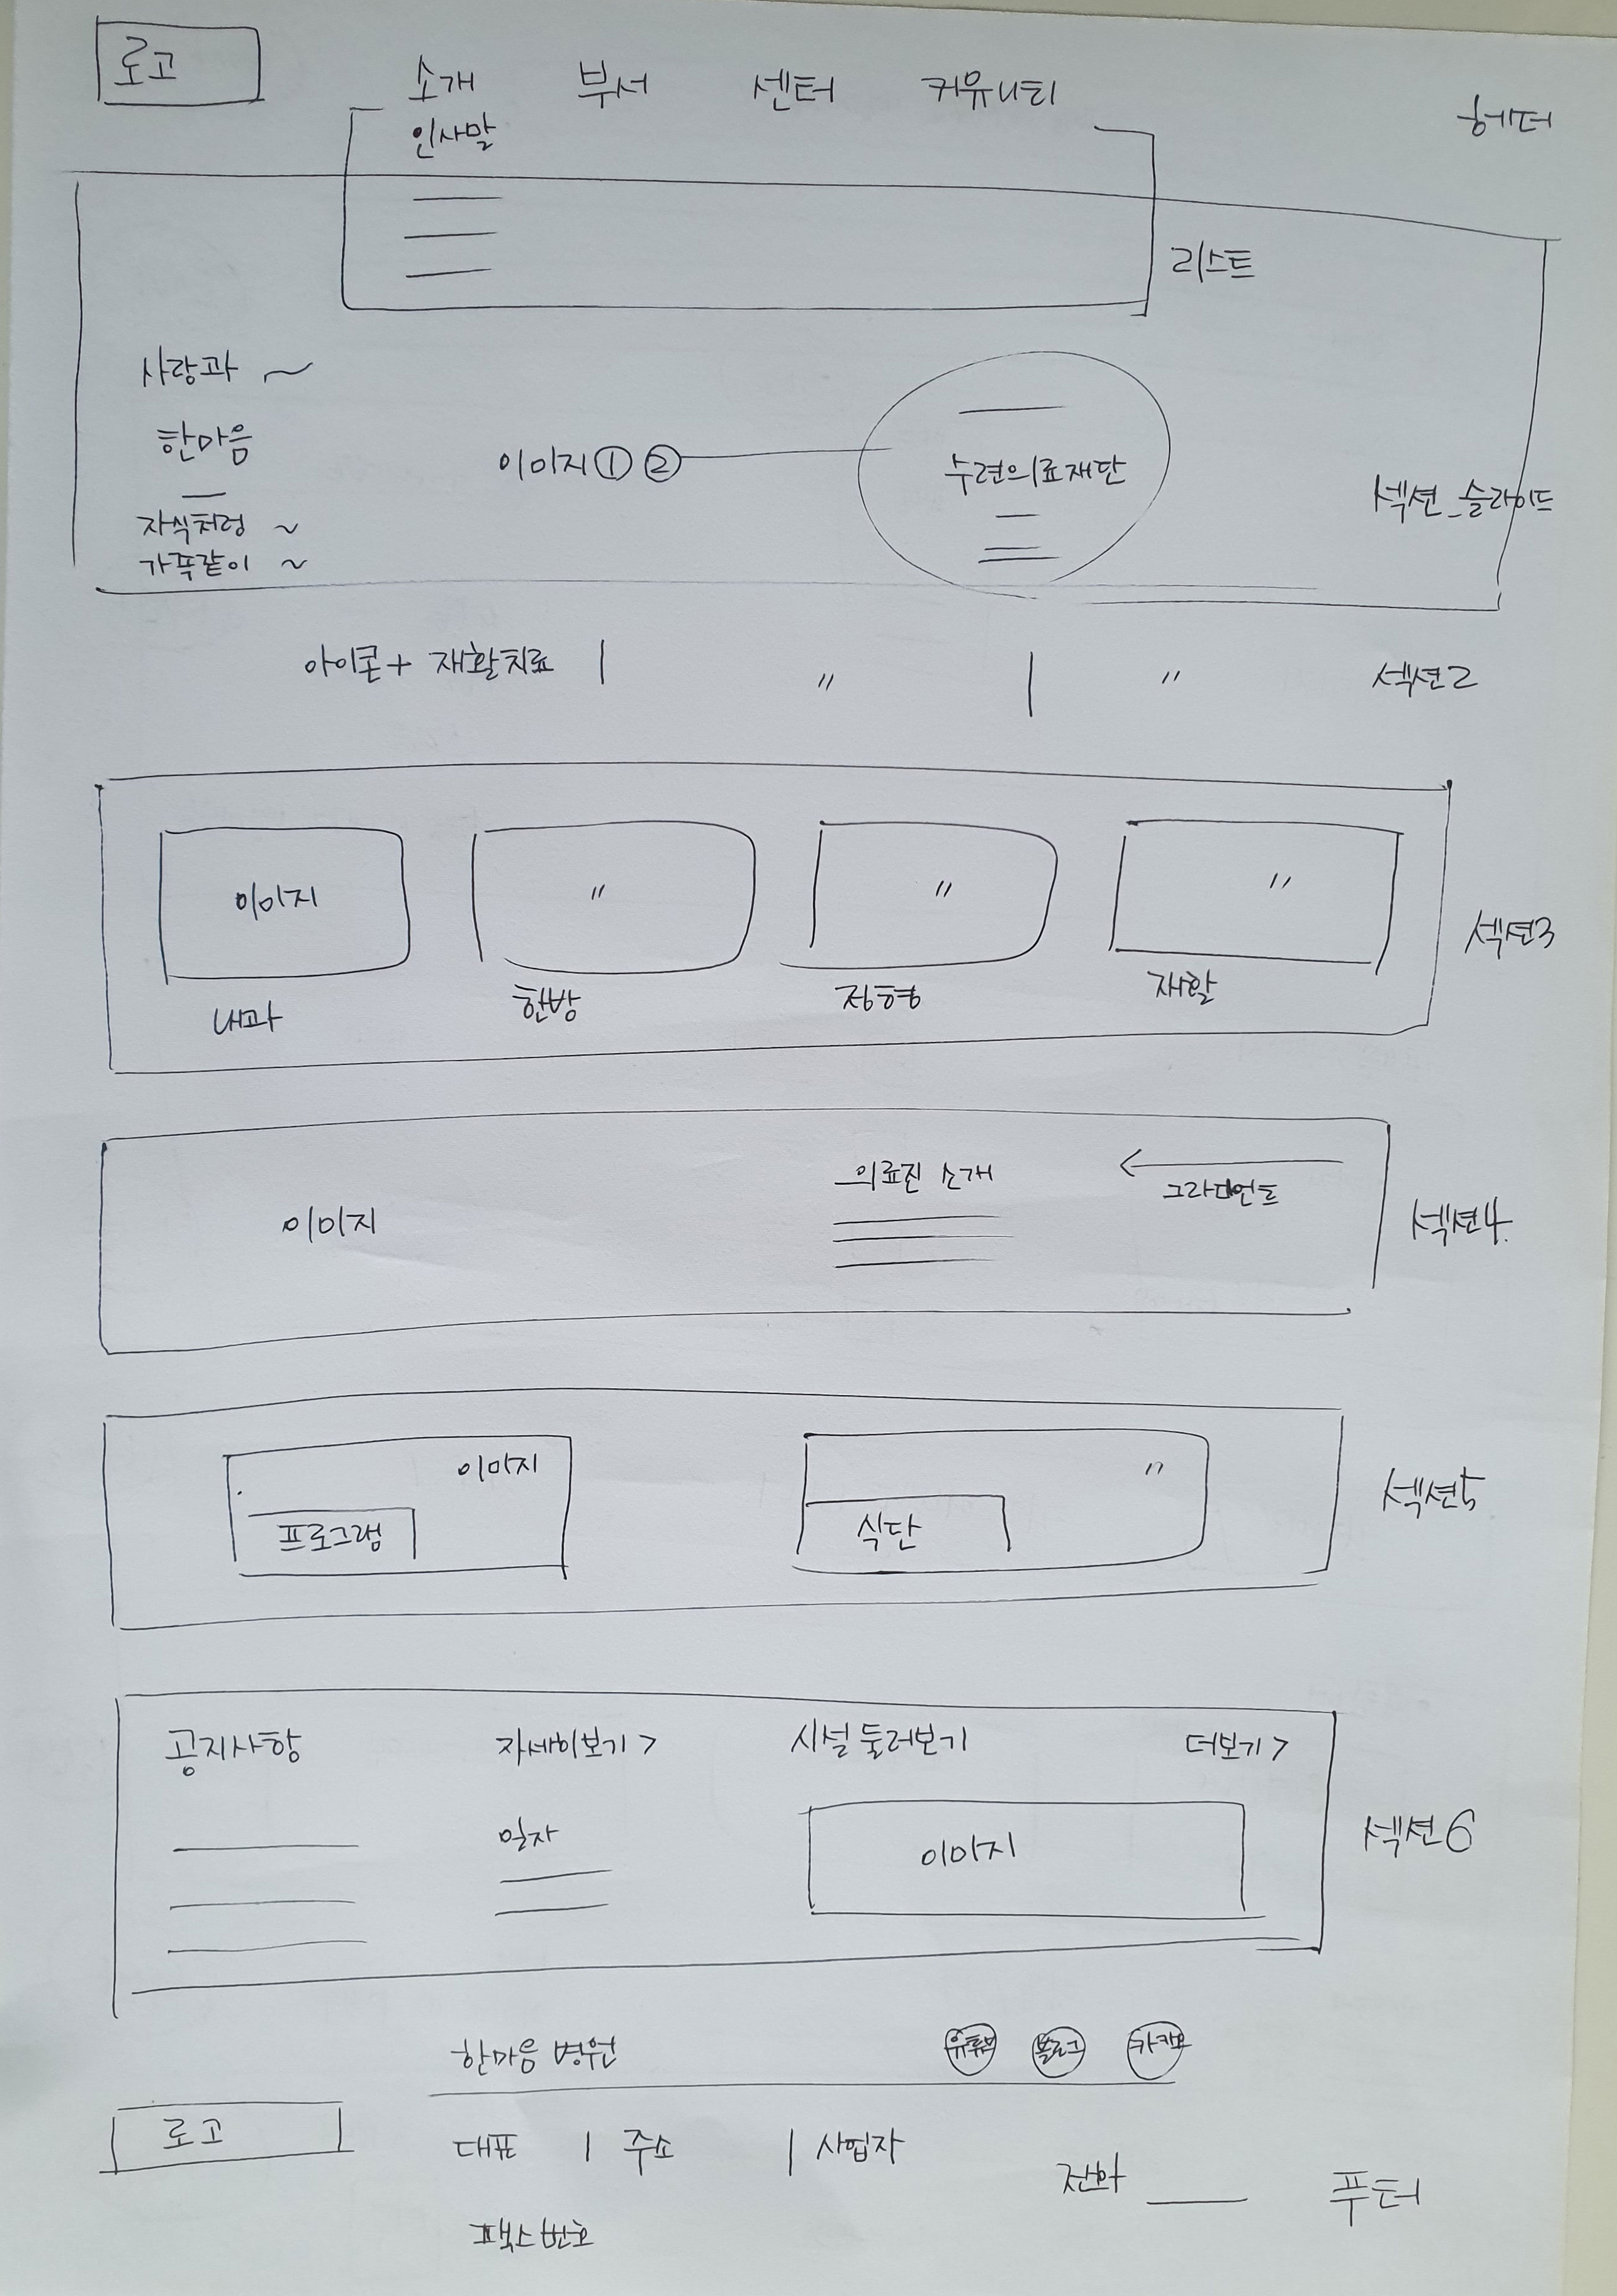 로고
소개 부서 센터 커뮤니티
헤더
인사말
리스트
사랑과 ~
한마음
이미지 ① ②
수련의료재단
섹션_슬라이드
자식처럼 ~
가족같이 ~
아이콘 + 재활치료 | 〃 | 〃
섹션2
이미지 〃 〃 〃
섹션3
내과 한방 정형 재활
의료진 소개
그라디언트
이미지
섹션4.
이미지 〃
프로그램 식단
섹션5
공지사항 자세히보기 > 시설 둘러보기 더보기 >
일자
이미지
섹션6
한마음 병원 유튜브 블로그 카카오
로고
대표 | 주소 | 사업자
전화
푸터
팩스번호